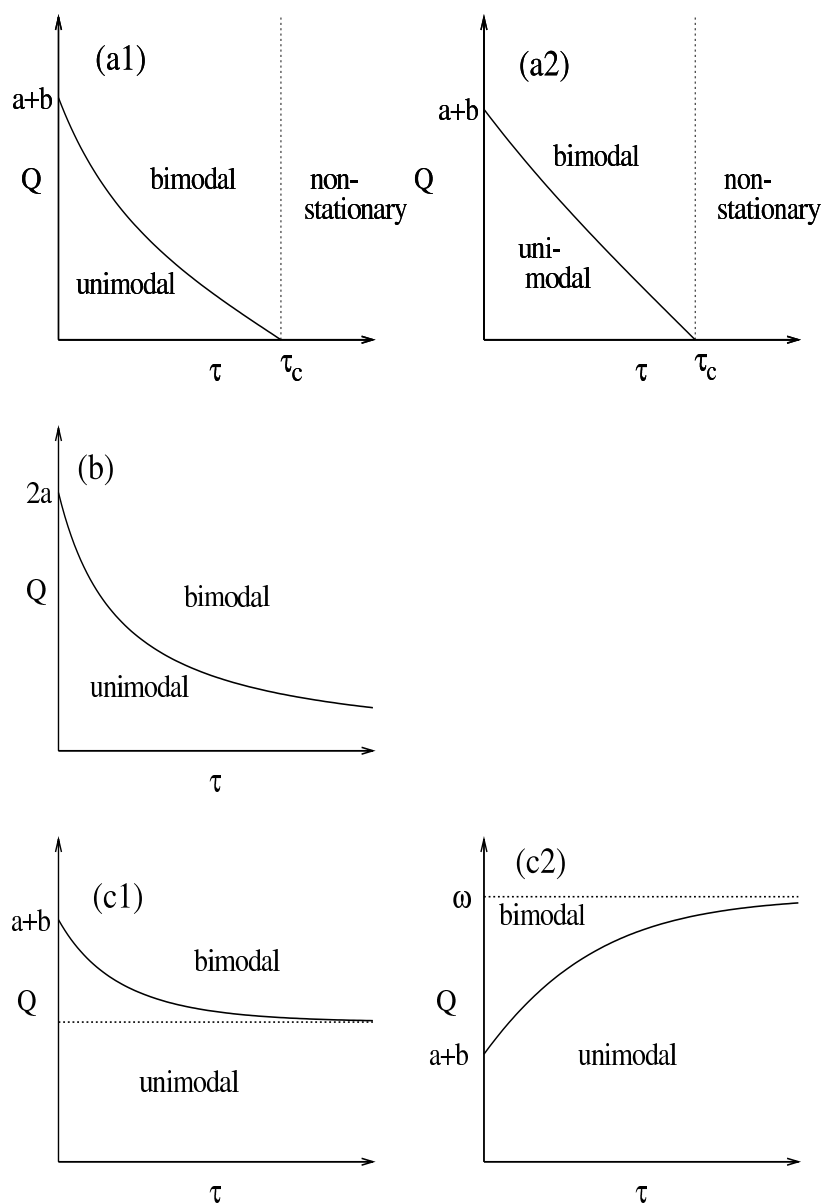 (a1)
a+b
Q
bimodal
non-
stationary
unimodal
τ
τc
(a2)
a+b
Q
bimodal
non-
stationary
uni-
modal
τ
τc
(b)
2a
Q
bimodal
unimodal
τ
(c1)
a+b
bimodal
Q
unimodal
τ
(c2)
ω
bimodal
Q
a+b
unimodal
τ